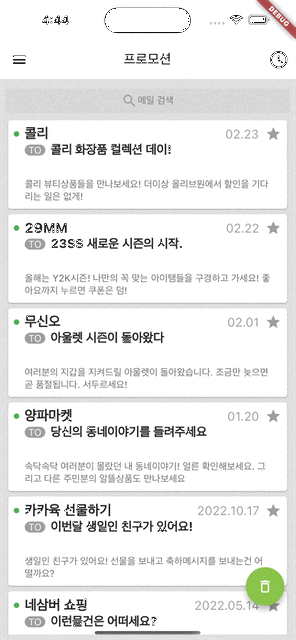 4:44
DEBUG
프로모션
메일 검색
콜리
02.23
TO 콜리 화장품 컬렉션 데이!
콜리 뷰티상품들을 만나보세요! 더이상 올리브원에서 할인을 기다
리는 일은 없게!
29MM
02.22
TO 23SS 새로운 시즌의 시작.
올해는 Y2K시즌! 나만의 꼭 맞는 아이템들을 구경하고 가세요! 좋
아요까지 누르면 쿠폰은 덤!
무신오
02.01
TO 아울렛 시즌이 돌아왔다
여러분의 지갑을 지켜드릴 아울렛이 돌아왔습니다. 조금만 늦으면
곧 품절됩니다. 서두르세요!
양파마켓
01.20
TO 당신의 동네이야기를 들려주세요
속닥속닥 여러분이 몰랐던 내 동네이야기! 얼른 확인해보세요. 그
리고 다른 주민분의 알뜰상품도 만나보세요
카카육 선물하기
2022.10.17
TO 이번달 생일인 친구가 있어요!
생일인 친구가 있어요! 선물을 보내고 축하메시지를 보내는건 어
떨까요?
네삼버 쇼핑
2022.05.14
TO 이런물건은 어떠세요?